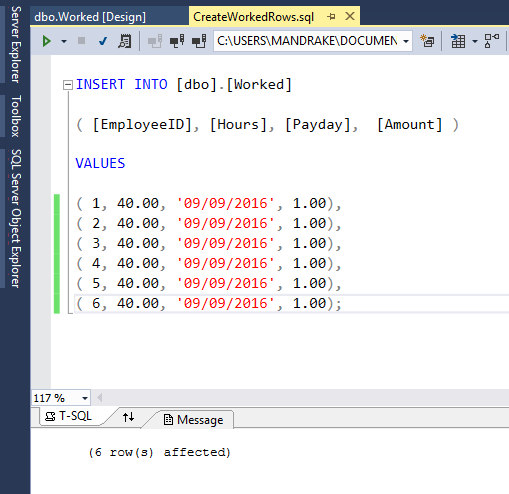 Server Explorer
Toolbox
SQL Server Object Explorer
dbo.Worked [Design]
CreateWorkedRows.sql
C:\USERS\MANDRAKE\DOCUMEN
INSERT INTO [dbo].[Worked]
( [EmployeeID], [Hours], [Payday],  [Amount] )
VALUES
( 1, 40.00, '09/09/2016', 1.00),
( 2, 40.00, '09/09/2016', 1.00),
( 3, 40.00, '09/09/2016', 1.00),
( 4, 40.00, '09/09/2016', 1.00),
( 5, 40.00, '09/09/2016', 1.00),
( 6, 40.00, '09/09/2016', 1.00);
117 %
T-SQL
Message
(6 row(s) affected)